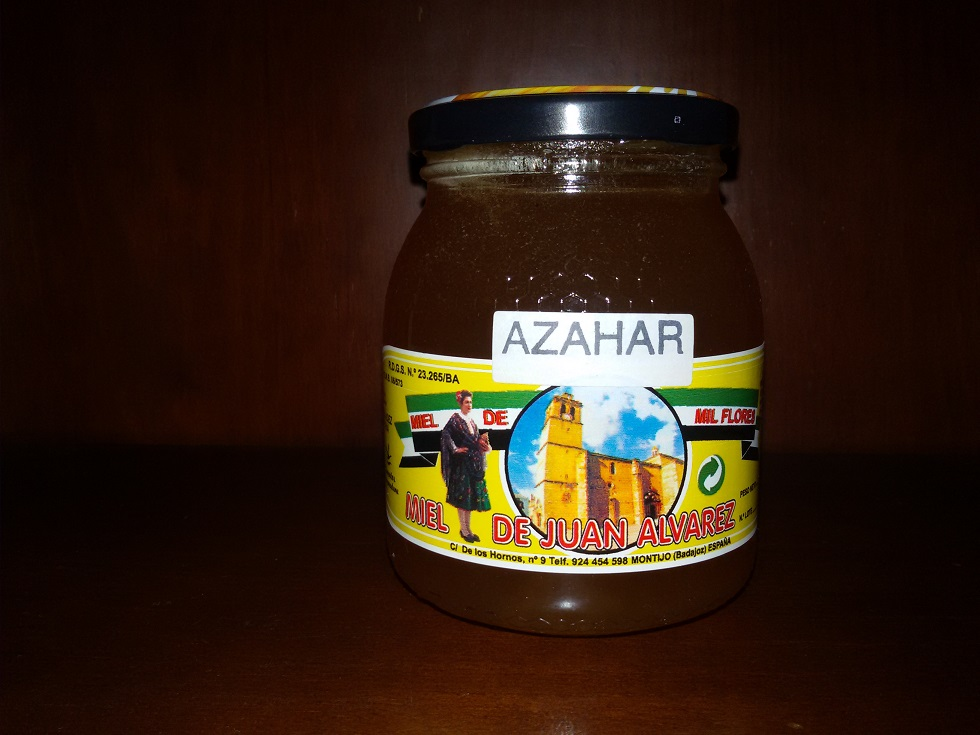 AZAHAR
R.D.G.S. N.º 23.265/BA
MIEL DE MIL FLORES
MIEL DE JUAN ALVAREZ
C/ De los Hornos, nº 9 Telf. 924 454 598 MONTIJO (Badajoz) ESPAÑA